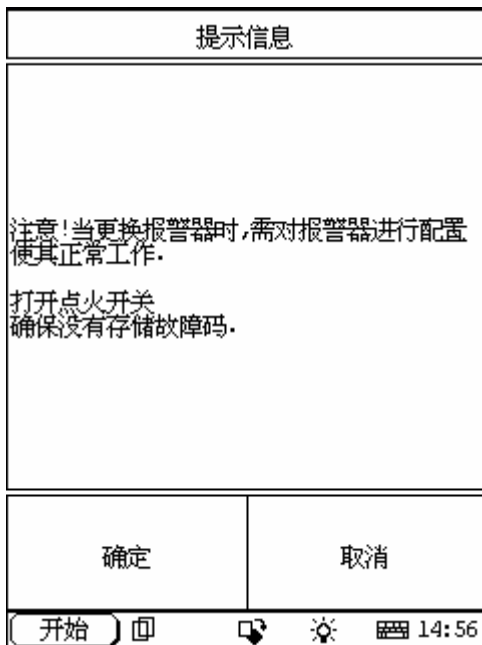 提示信息
注意!当更换报警器时,需对报警器进行配置
使其正常工作.
打开点火开关
确保没有存储故障码.
确定
取消
开始
14:56